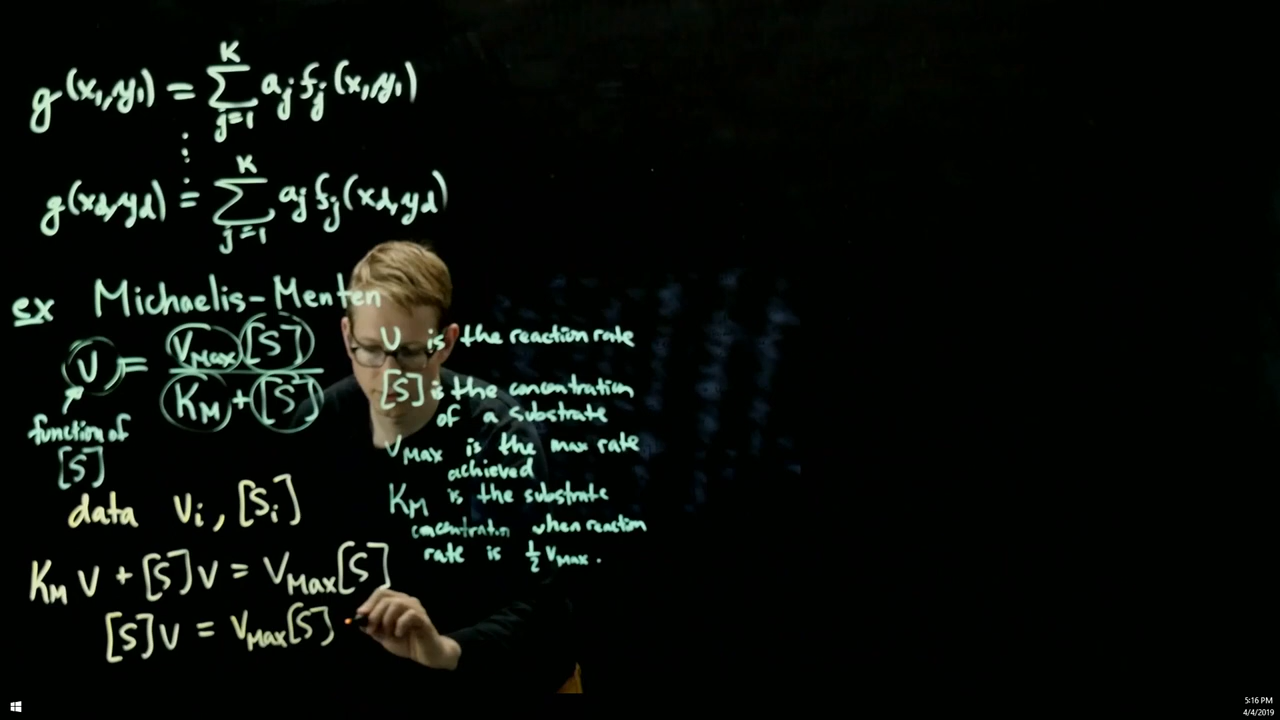 g(x₁,y₁) = K∑j=1 aⱼ fⱼ(x₁,y₁)
⋮
g(xd,yd) = K∑j=1 aⱼ fⱼ(xd,yd)
ex Michaelis-Menten
V = VMax[S] / KM + [S]
function of
[S]
V is the reaction rate
[S] is the concentration
of a substrate
VMax is the max rate
achieved
KM is the substrate
concentration when reaction
rate is ½ VMax.
data Vi, [Si]
KM V + [S]V = VMax[S]
[S]V = VMax[S]
5:16 PM
4/4/2019